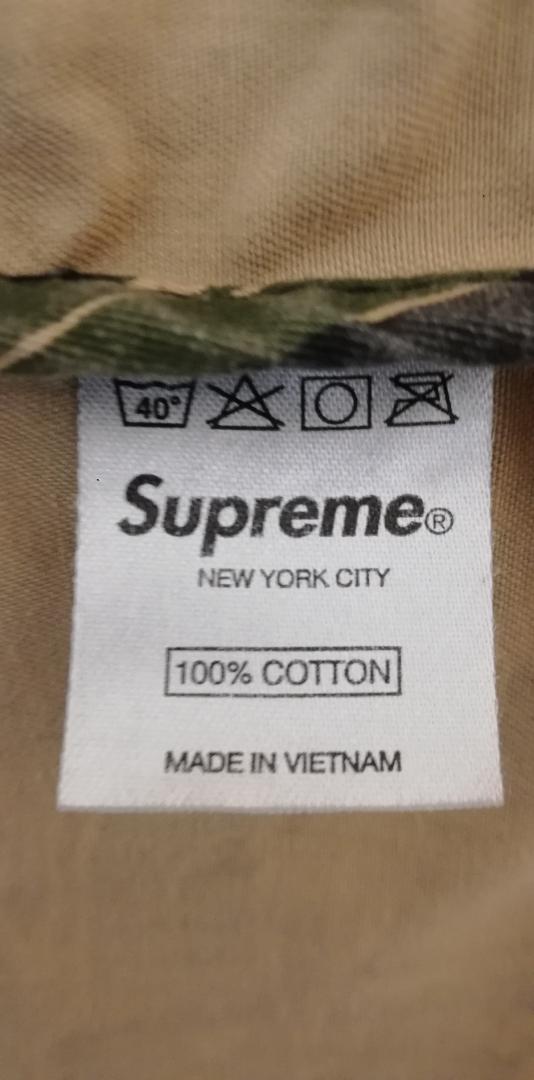 40°
Supreme®
NEW YORK CITY
100% COTTON
MADE IN VIETNAM